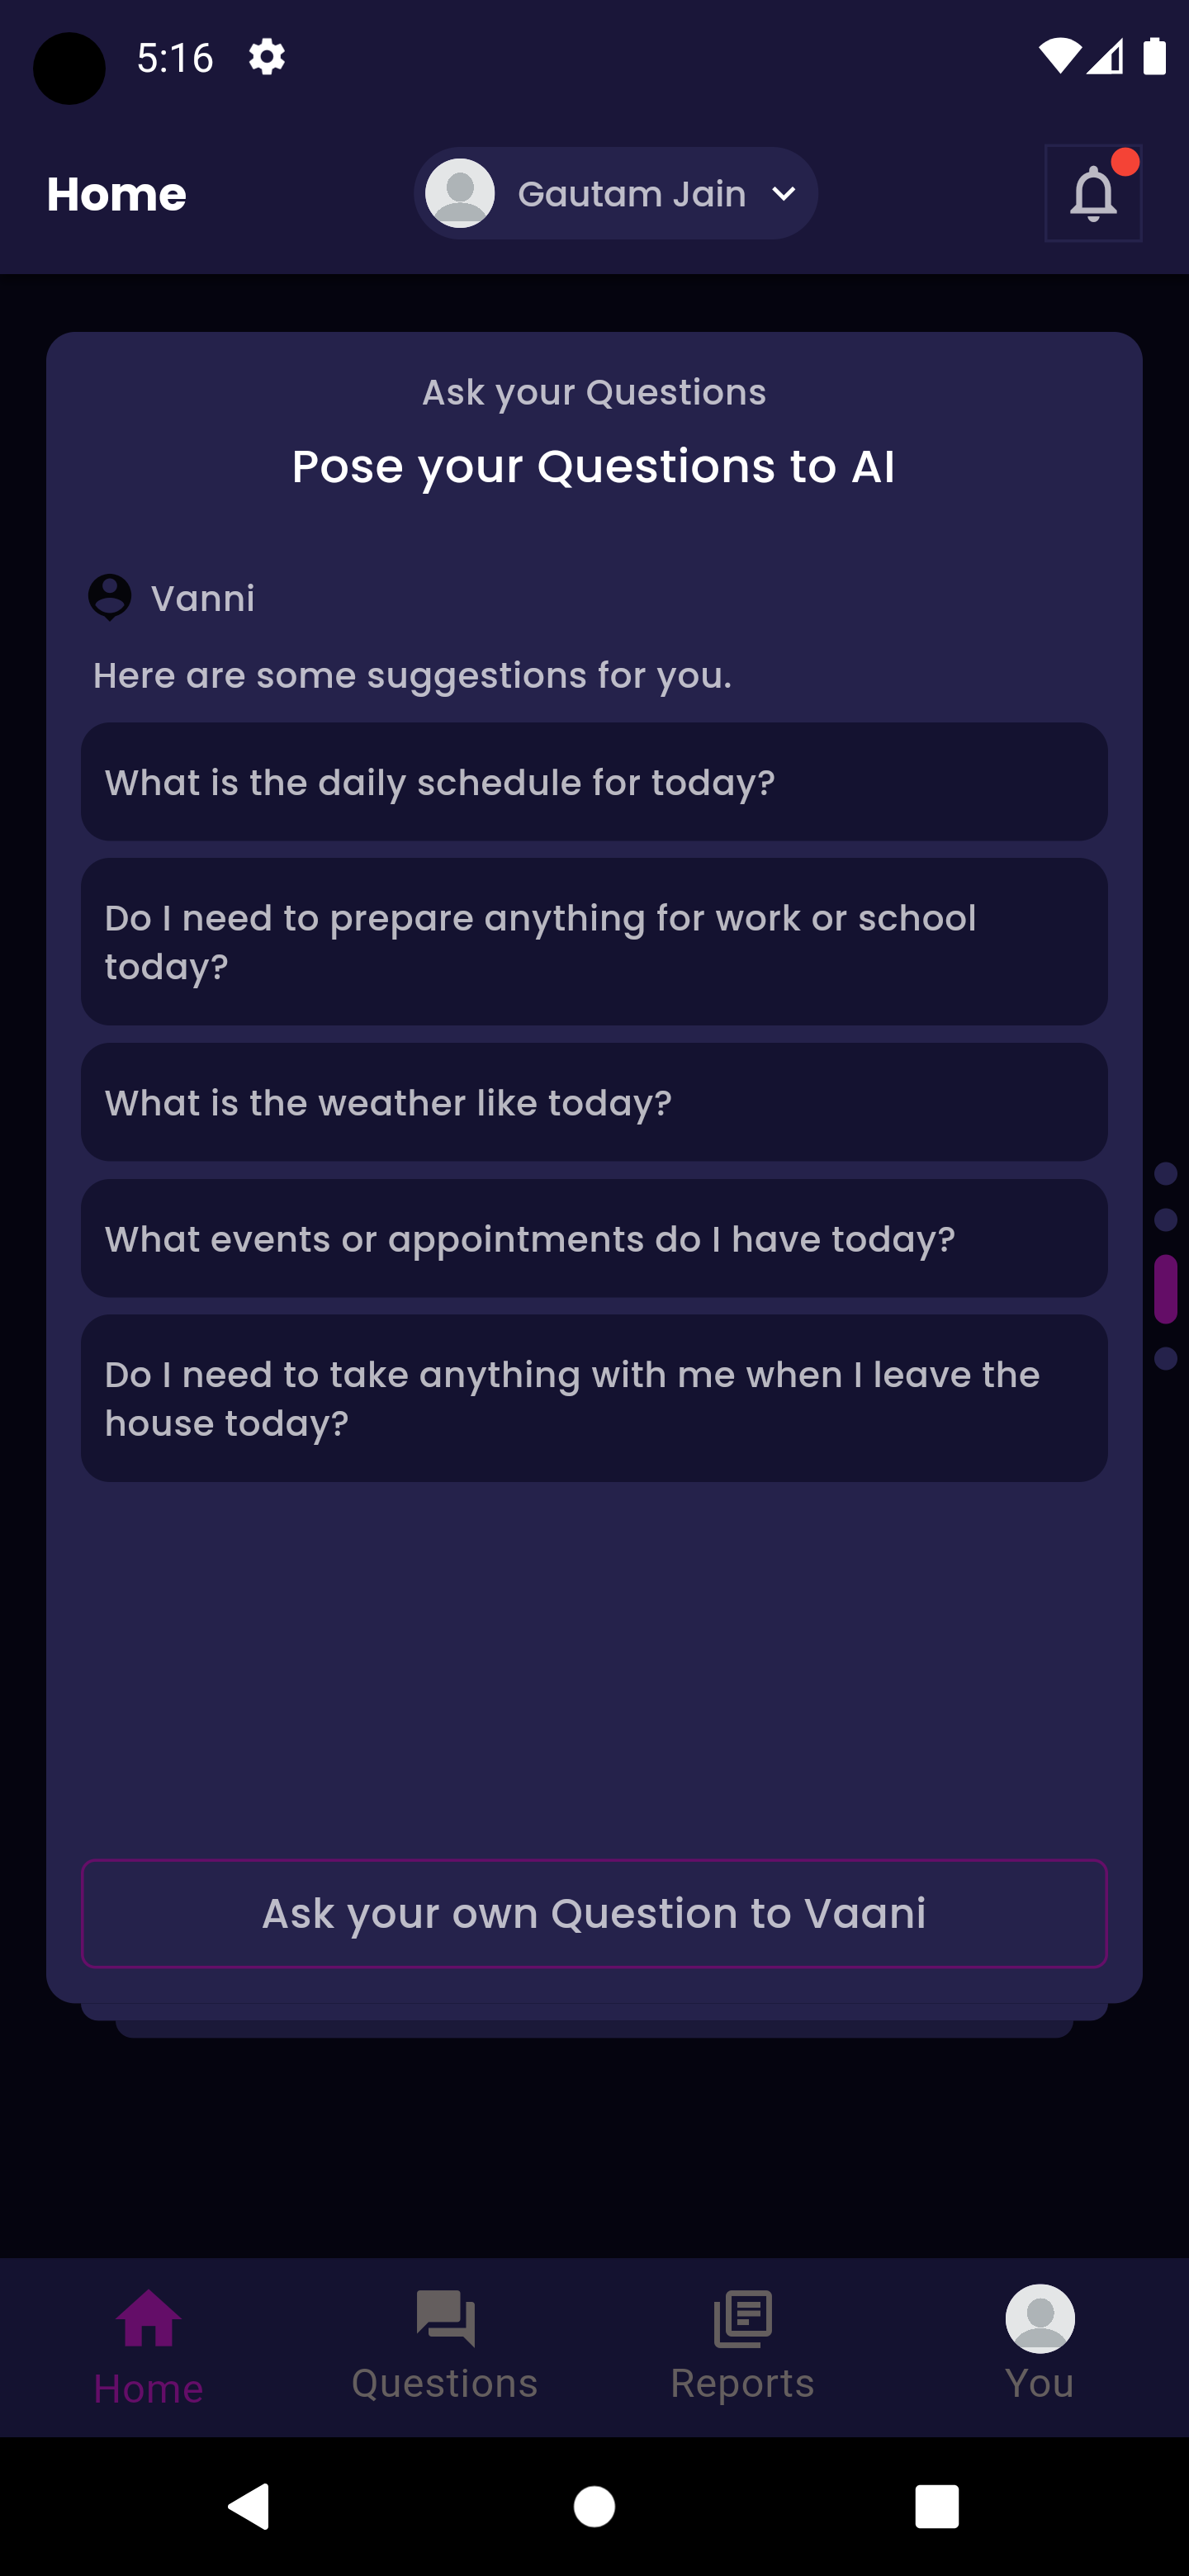 5:16
Home
Gautam Jain
Ask your Questions
Pose your Questions to AI
Vanni
Here are some suggestions for you.
What is the daily schedule for today?
Do I need to prepare anything for work or school
today?
What is the weather like today?
What events or appointments do I have today?
Do I need to take anything with me when I leave the
house today?
Ask your own Question to Vaani
Home
Questions
Reports
You